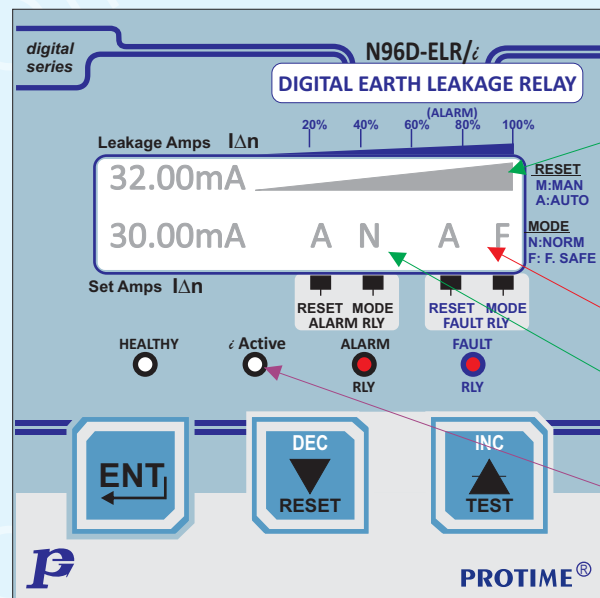 digital
series
N96D-ELR/i
DIGITAL EARTH LEAKAGE RELAY
(ALARM)
20% 40% 60% 80% 100%
Leakage Amps I∆n
32.00mA
RESET
M:MAN
A:AUTO
30.00mA A N A F
MODE
N:NORM
F: F. SAFE
Set Amps I∆n
RESET MODE RESET MODE
ALARM RLY FAULT RLY
HEALTHY i Active ALARM FAULT
RLY RLY
ENT
DEC INC
RESET TEST
PROTIME®